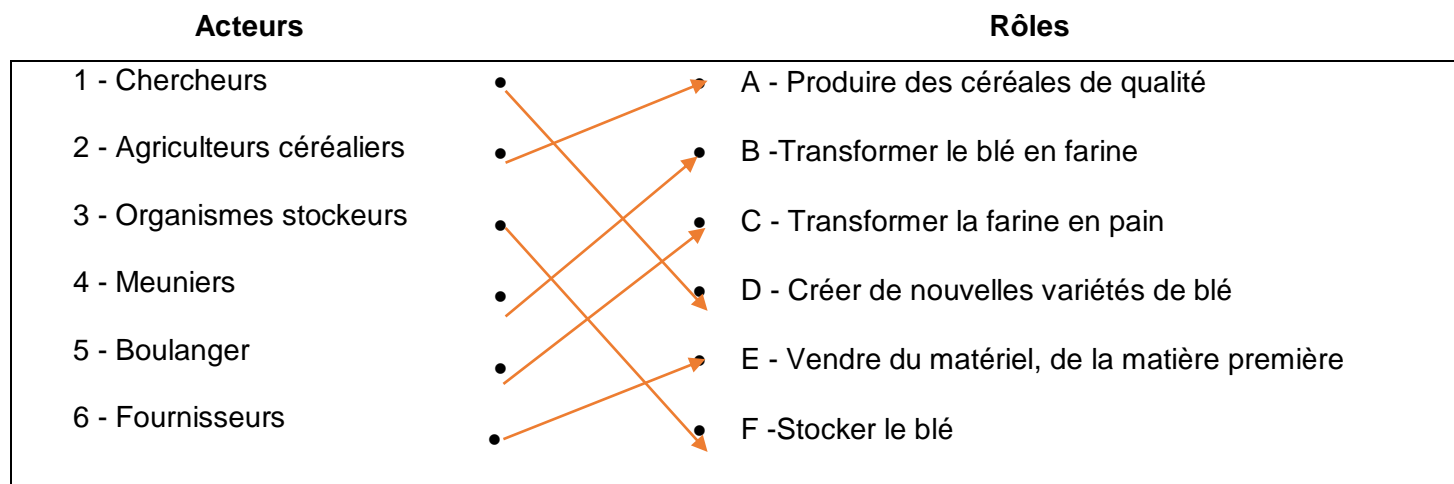 Acteurs Rôles
1 - Chercheurs A - Produire des céréales de qualité
2 - Agriculteurs céréaliers B -Transformer le blé en farine
3 - Organismes stockeurs C - Transformer la farine en pain
4 - Meuniers D - Créer de nouvelles variétés de blé
5 - Boulanger E - Vendre du matériel, de la matière première
6 - Fournisseurs F -Stocker le blé